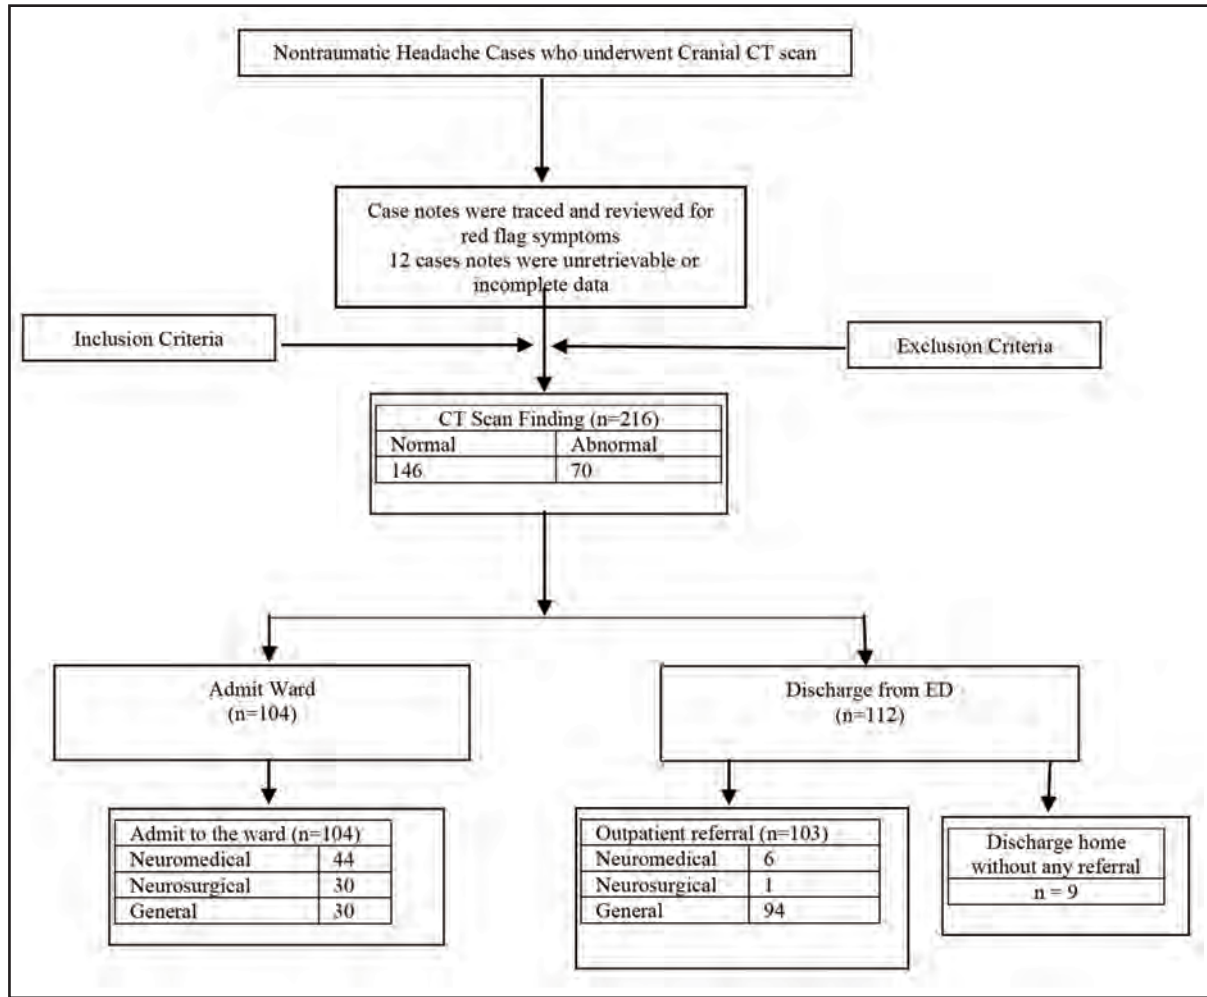 Nontraumatic Headache Cases who underwent Cranial CT scan
Case notes were traced and reviewed for
red flag symptoms
12 cases notes were unretrievable or
incomplete data
Inclusion Criteria
Exclusion Criteria
CT Scan Finding (n=216)
Normal Abnormal
146 70
Admit Ward
(n=104)
Discharge from ED
(n=112)
Admit to the ward (n=104)
Neuromedical 44
Neurosurgical 30
General 30
Outpatient referral (n=103)
Neuromedical 6
Neurosurgical 1
General 94
Discharge home
without any referral
n = 9